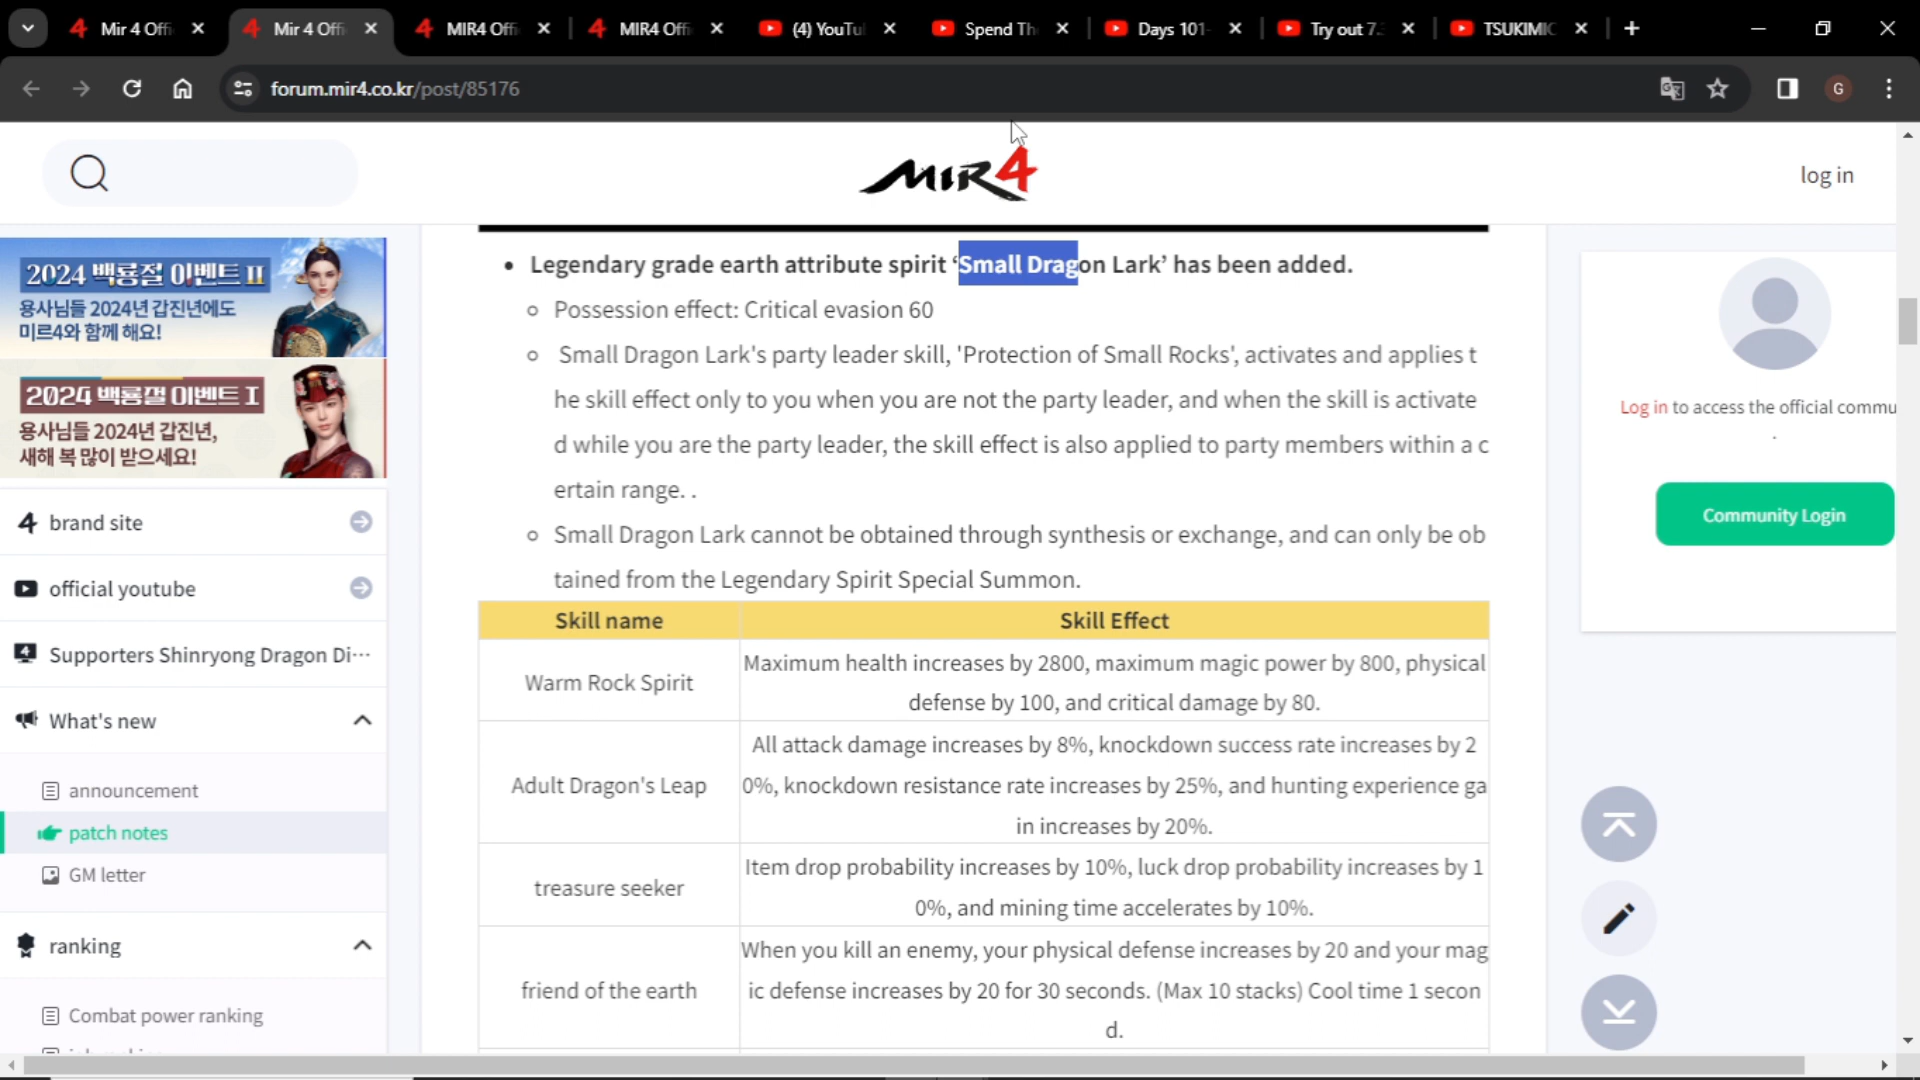 Mir 4 Offi
Mir 4 Offi
MIR4 Offi
MIR4 Offi
(4) YouTu
Spend Th
Days 101-
Try out 7.
TSUKIMIC
forum.mir4.co.kr/post/85176
G
MIR4
log in
2024 백룡절 이벤트 II
용사님들 2024년 갑진년에도
미르4와 함께 해요!
2024 백룡절 이벤트 I
용사님들 2024년 갑진년,
새해 복 많이 받으세요!
brand site
official youtube
Supporters Shinryong Dragon Di…
What's new
announcement
patch notes
GM letter
ranking
Combat power ranking
Legendary grade earth attribute spirit ‘Small Dragon Lark’ has been added.
Possession effect: Critical evasion 60
Small Dragon Lark's party leader skill, 'Protection of Small Rocks', activates and applies t
he skill effect only to you when you are not the party leader, and when the skill is activate
d while you are the party leader, the skill effect is also applied to party members within a c
ertain range. .
Small Dragon Lark cannot be obtained through synthesis or exchange, and can only be ob
tained from the Legendary Spirit Special Summon.
Skill name
Skill Effect
Warm Rock Spirit
Maximum health increases by 2800, maximum magic power by 800, physical
defense by 100, and critical damage by 80.
Adult Dragon's Leap
All attack damage increases by 8%, knockdown success rate increases by 2
0%, knockdown resistance rate increases by 25%, and hunting experience ga
in increases by 20%.
treasure seeker
Item drop probability increases by 10%, luck drop probability increases by 1
0%, and mining time accelerates by 10%.
friend of the earth
When you kill an enemy, your physical defense increases by 20 and your mag
ic defense increases by 20 for 30 seconds. (Max 10 stacks) Cool time 1 secon
d.
Log in to access the official commu
.
Community Login